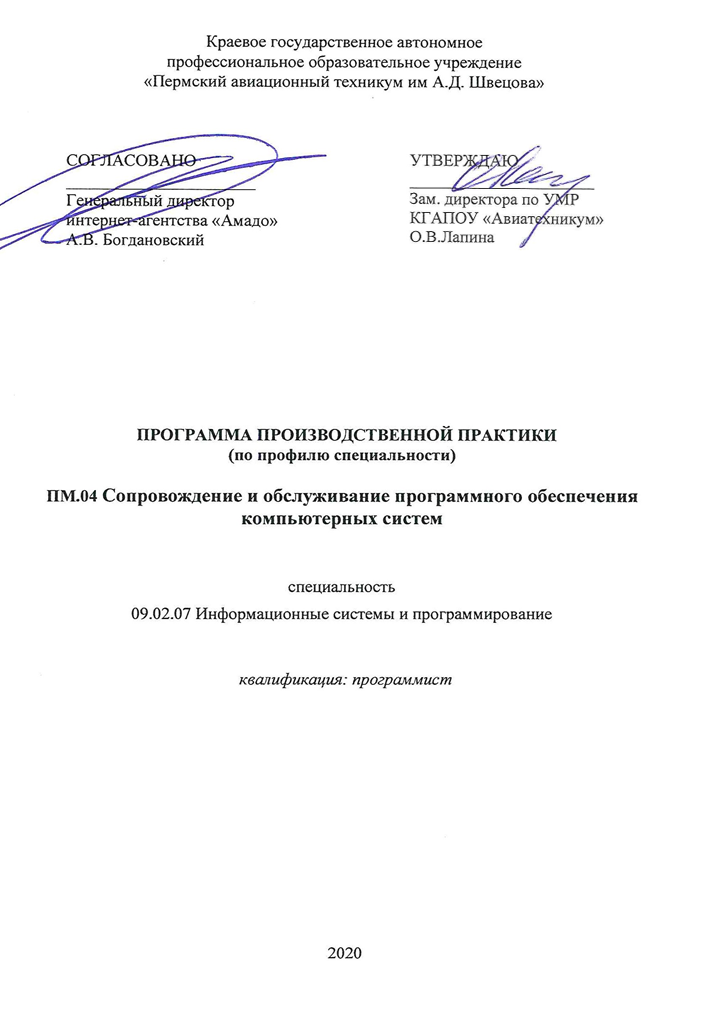 Краевое государственное автономное
профессиональное образовательное учреждение
«Пермский авиационный техникум им А.Д. Швецова»
СОГЛАСОВАНО
Генеральный директор
интернет-агентства «Амадо»
А.В. Богдановский
УТВЕРЖДАЮ
Зам. директора по УМР
КГАПОУ «Авиатехникум»
О.В.Лапина
ПРОГРАММА ПРОИЗВОДСТВЕННОЙ ПРАКТИКИ
(по профилю специальности)
ПМ.04 Сопровождение и обслуживание программного обеспечения
компьютерных систем
специальность
09.02.07 Информационные системы и программирование
квалификация: программист
2020